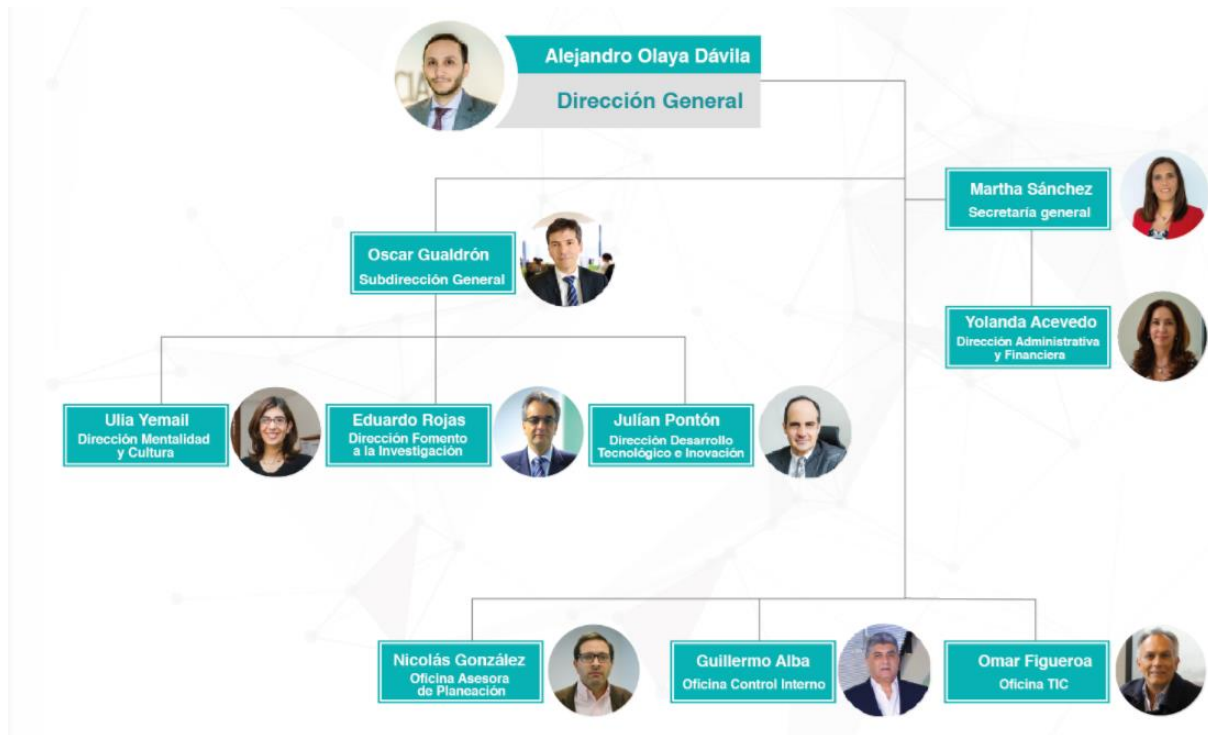 Alejandro Olaya Dávila
Dirección General
Martha Sánchez
Secretaría general
Oscar Gualdrón
Subdirección General
Yolanda Acevedo
Dirección Administrativa
y Financiera
Ulia Yemail
Dirección Mentalidad
y Cultura
Eduardo Rojas
Dirección Fomento
a la Investigación
Julían Pontón
Dirección Desarrollo
Tecnológico e Inovación
Nicolás González
Oficina Asesora
de Planeación
Guillermo Alba
Oficina Control Interno
Omar Figueroa
Oficina TIC